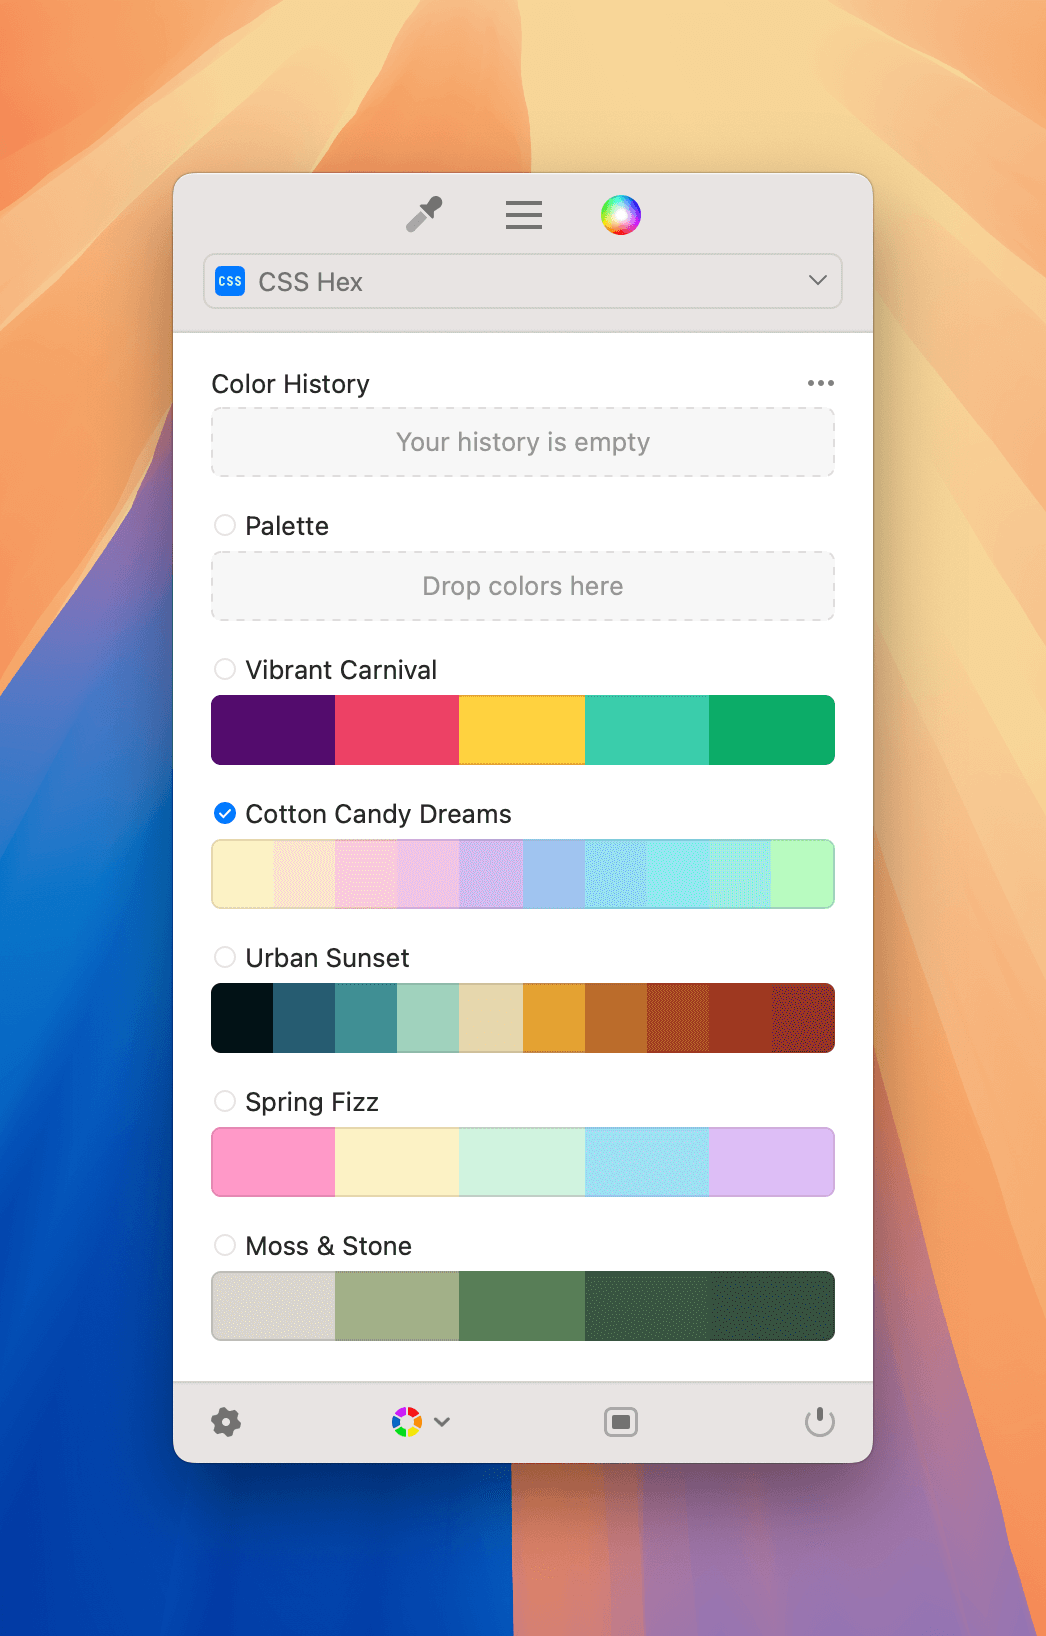 CSS
CSS Hex
Color History
Your history is empty
Palette
Drop colors here
Vibrant Carnival
Cotton Candy Dreams
Urban Sunset
Spring Fizz
Moss & Stone